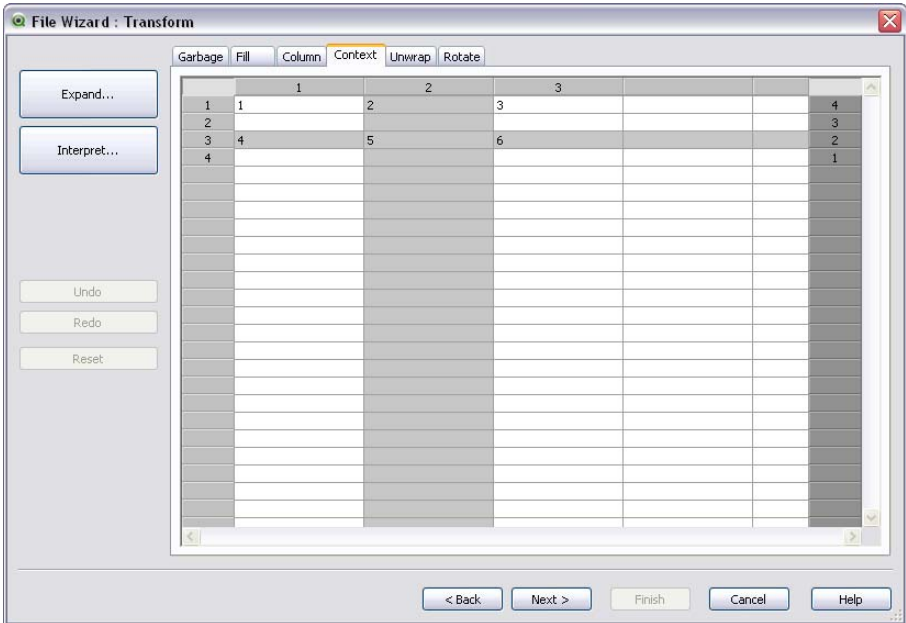 File Wizard : Transform
Garbage Fill Column Context Unwrap Rotate
Expand...
Interpret...
1 2 3
1 1 2 3 4
2 3
3 4 5 6 2
4 1
Undo
Redo
Reset
< Back Next > Finish Cancel Help